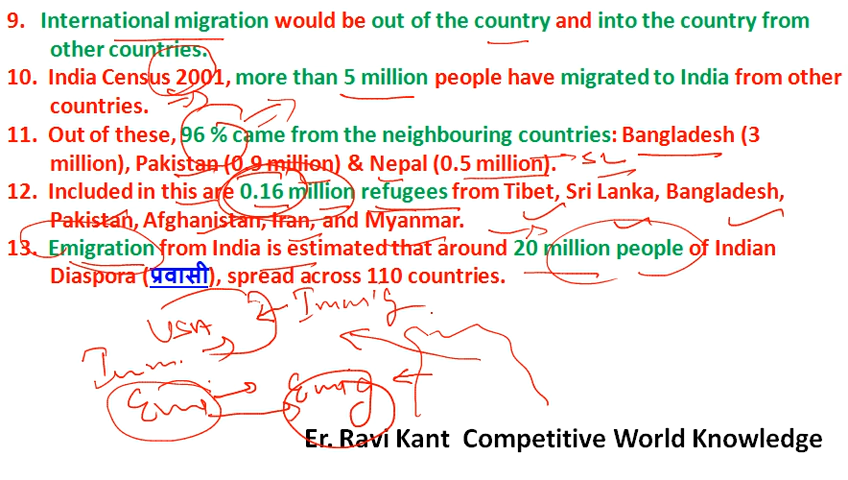 9. International migration would be out of the country and into the country from
other countries.
10. India Census 2001, more than 5 million people have migrated to India from other
countries.
11. Out of these, 96 % came from the neighbouring countries: Bangladesh (3
million), Pakistan (0.9 million) & Nepal (0.5 million).
12. Included in this are 0.16 million refugees from Tibet, Sri Lanka, Bangladesh,
Pakistan, Afghanistan, Iran, and Myanmar.
13. Emigration from India is estimated that around 20 million people of Indian
Diaspora (प्रवासी), spread across 110 countries.
Immig.
USA
Imm.
Emi Emig
Er. Ravi Kant Competitive World Knowledge